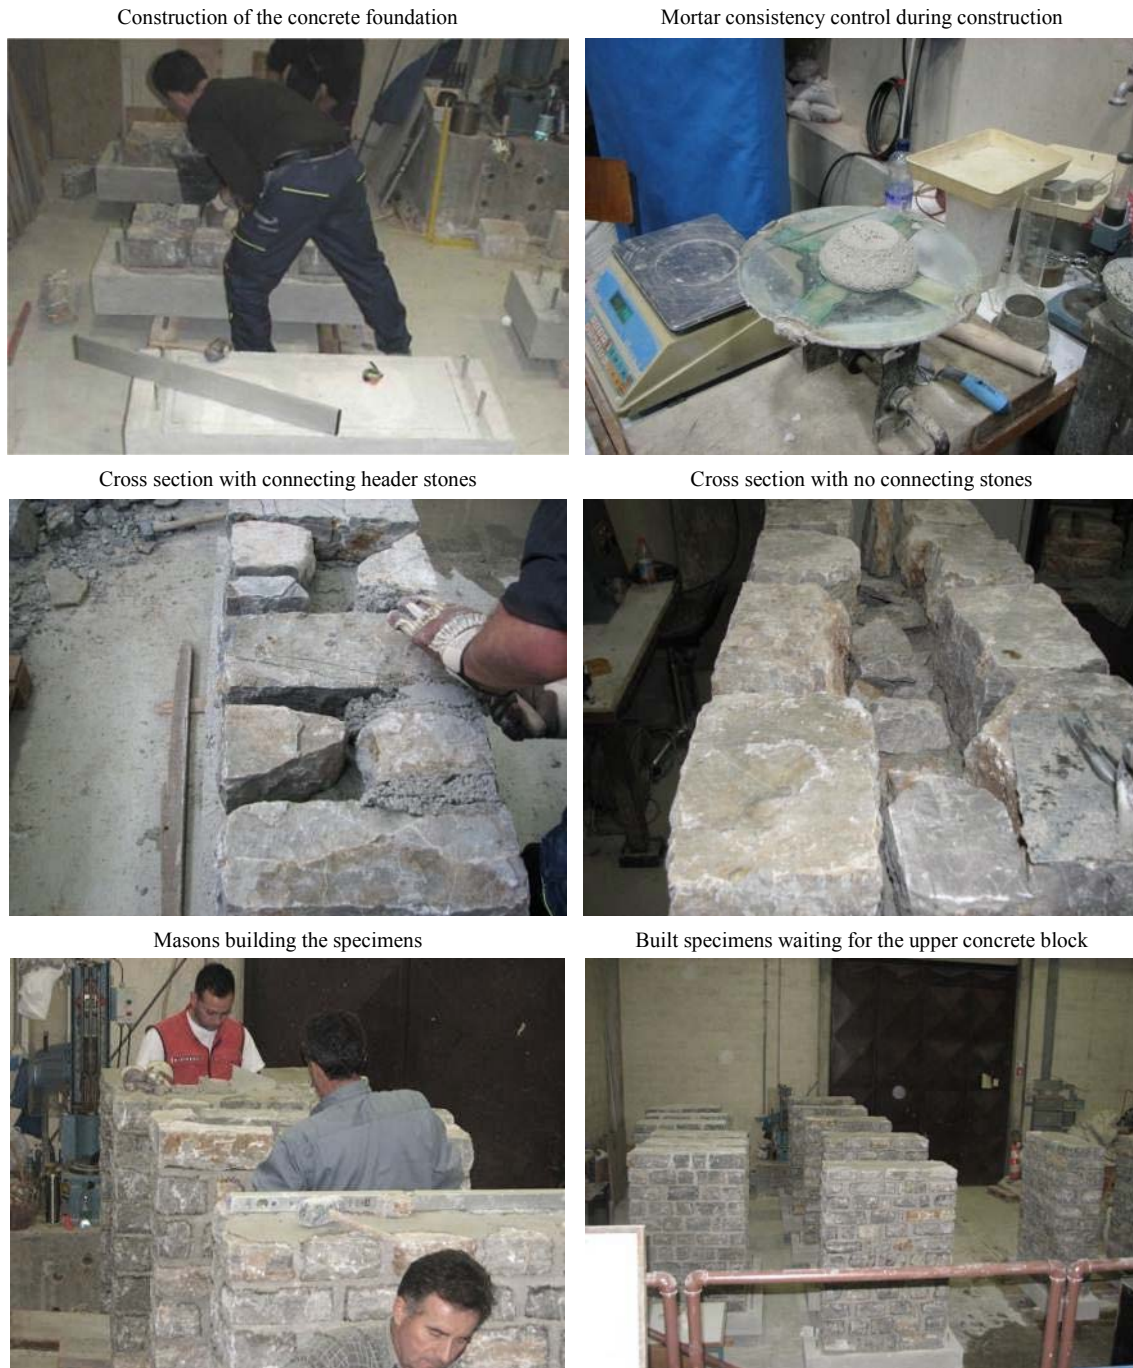 Construction of the concrete foundation
Mortar consistency control during construction
Cross section with connecting header stones
Cross section with no connecting stones
Masons building the specimens
Built specimens waiting for the upper concrete block